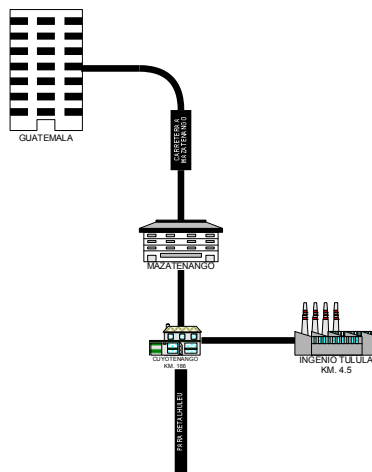 GUATEMALA
CARRETERA A
MAZATENANGO
MAZATENANGO
CUYOTENANGO
KM. 166
INGENIO TULULA
KM. 4.5
PARA RETALHULEU